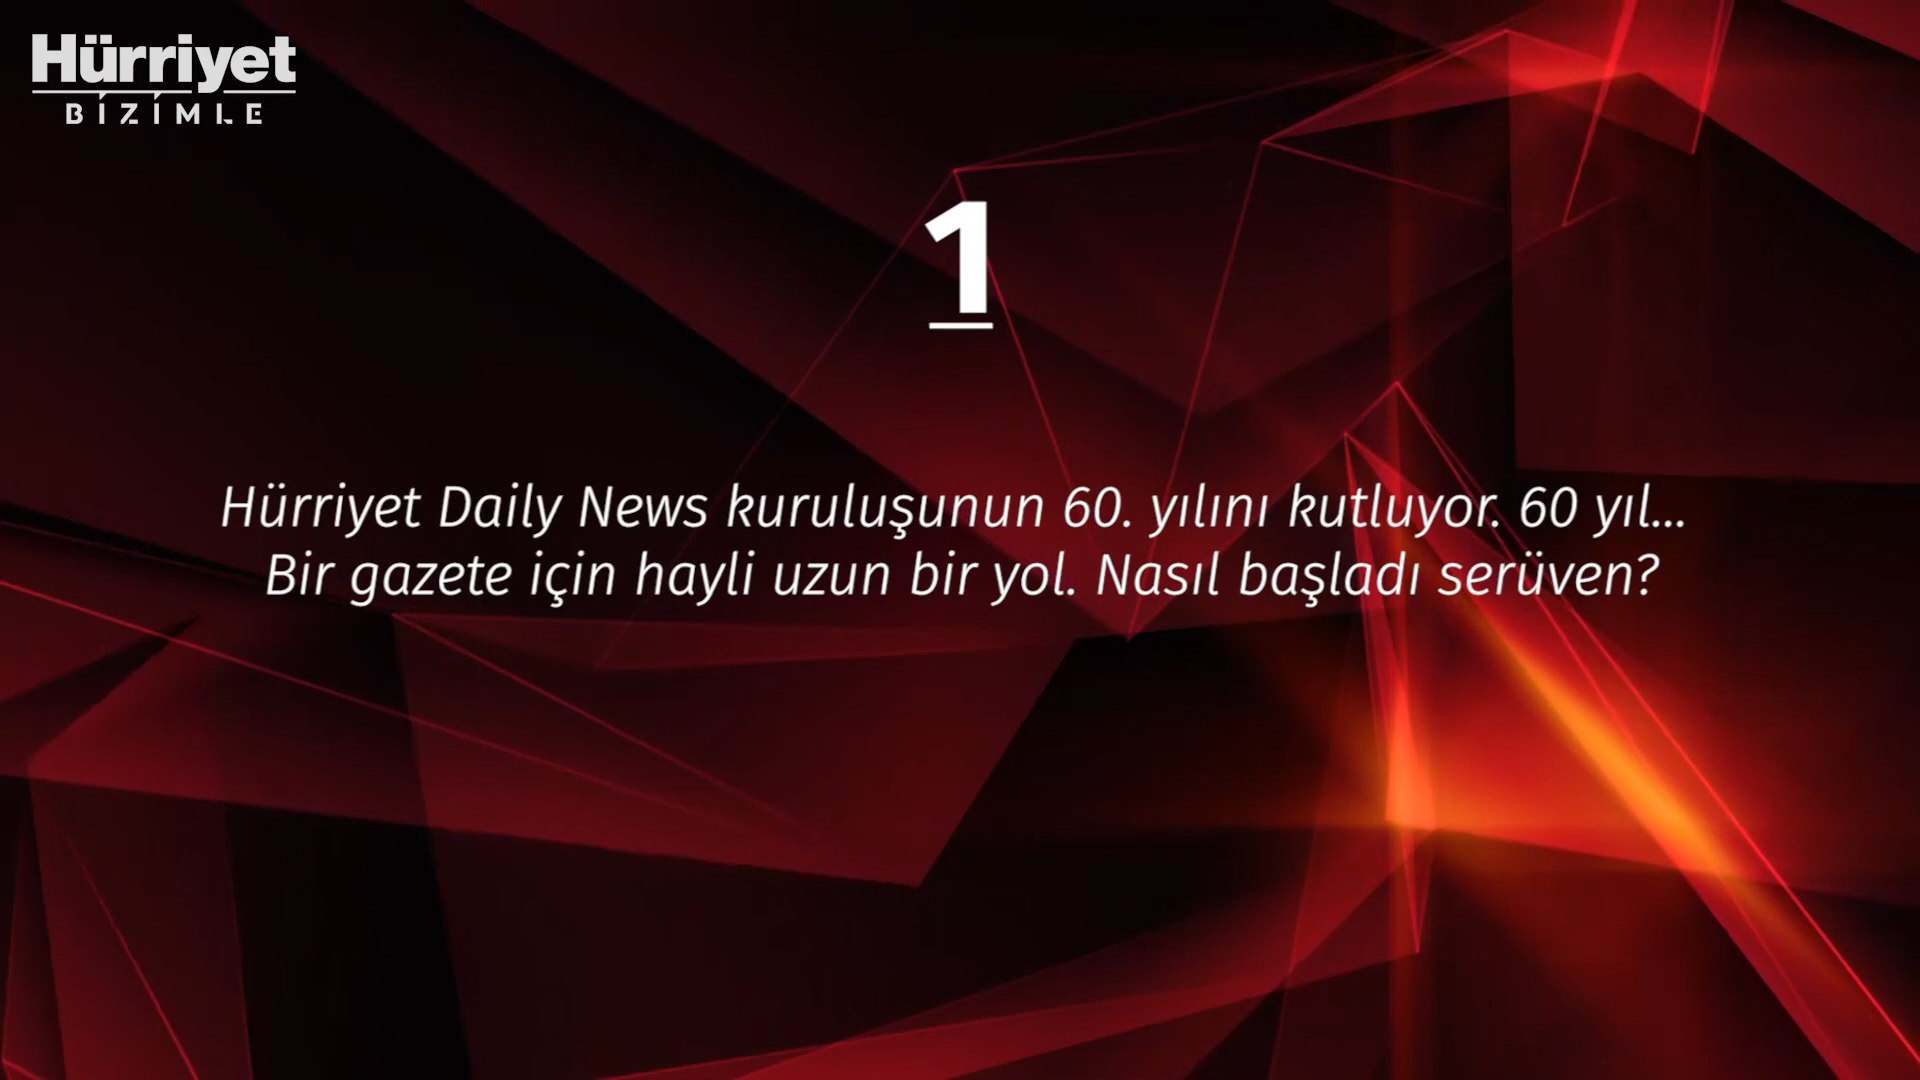 Hürriyet
BİZİMLE
1
Hürriyet Daily News kuruluşunun 60. yılını kutluyor. 60 yıl...
Bir gazete için hayli uzun bir yol. Nasıl başladı serüven?